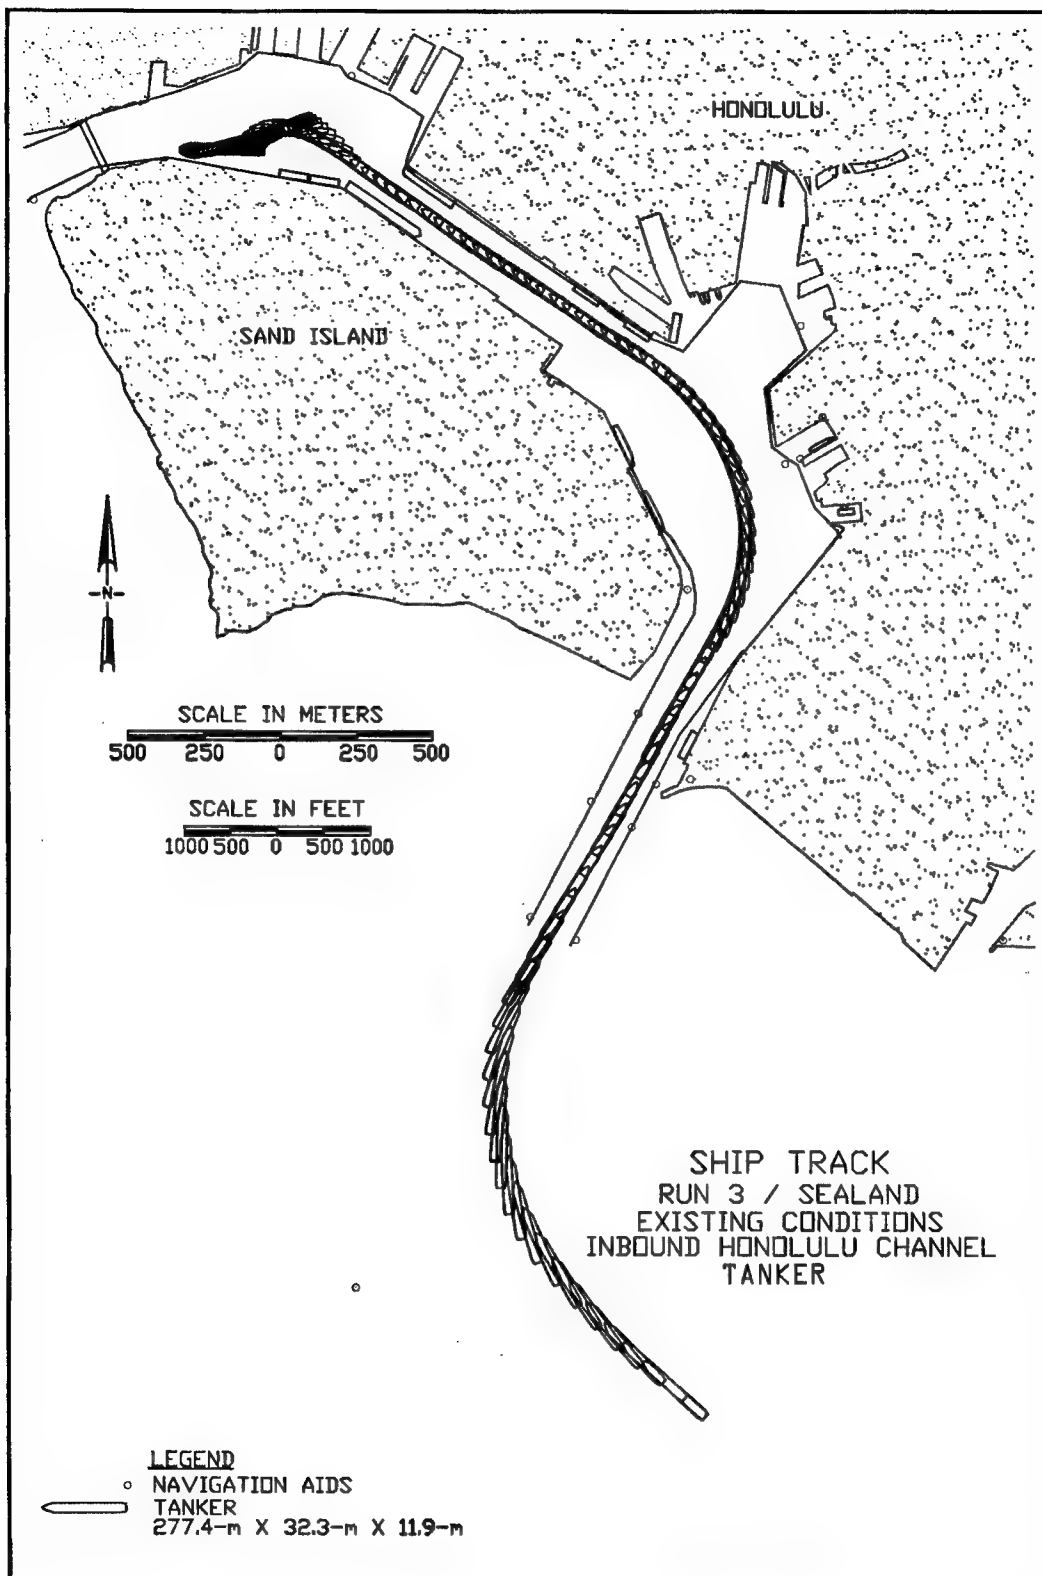 HONOLULU
SAND ISLAND
-N-
SCALE IN METERS
500 250 0 250 500
SCALE IN FEET
1000 500 0 500 1000
SHIP TRACK
RUN 3 / SEALAND
EXISTING CONDITIONS
INBOUND HONOLULU CHANNEL
TANKER
LEGEND
NAVIGATION AIDS
TANKER
277.4-m X 32.3-m X 11.9-m